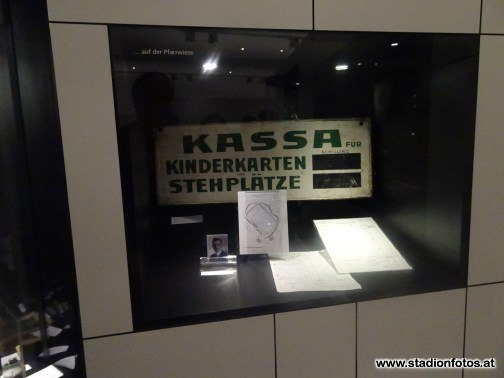 ... auf der Pfarrwiese
KASSA FÜR
SCHILLING
KINDERKARTEN
STEHPLÄTZE
www.stadionfotos.at